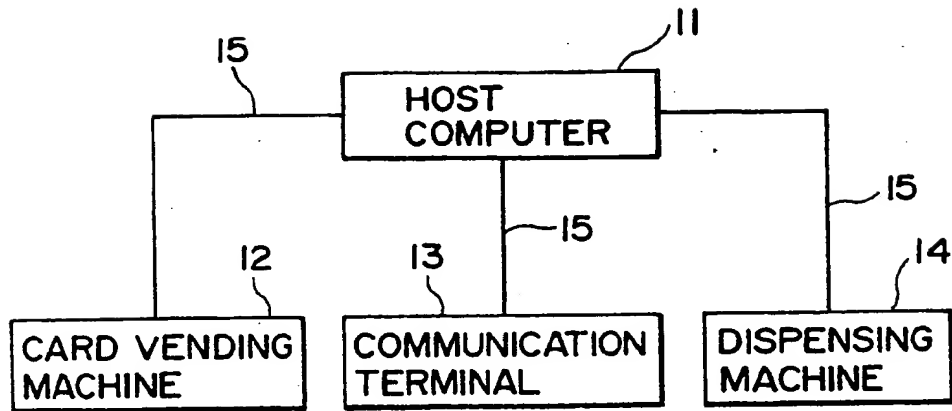 11
15
HOST
COMPUTER
15
15
12
13
14
CARD VENDING
MACHINE
COMMUNICATION
TERMINAL
DISPENSING
MACHINE